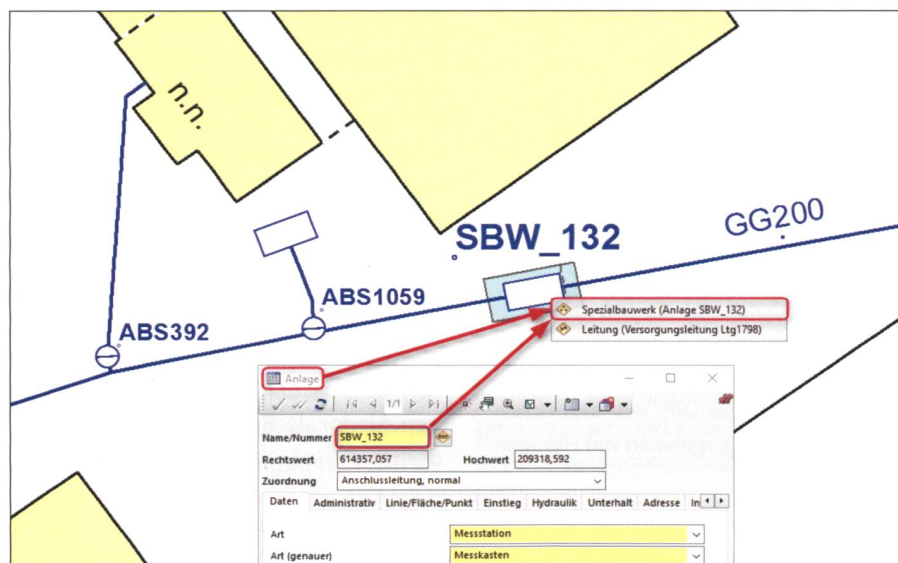 n.n.
GG200
SBW_132
ABS1059
ABS392
Spezialbauwerk (Anlage SBW_132)
Leitung (Versorgungsleitung Ltg1798)
Anlage
1/1
Name/Nummer SBW_132
Rechtswert 614357,057 Hochwert 209318,592
Zuordnung Anschlussleitung, normal
Daten Administrativ Linie/Fläche/Punkt Einstieg Hydraulik Unterhalt Adresse In
Art Messstation
Art (genauer) Messkasten